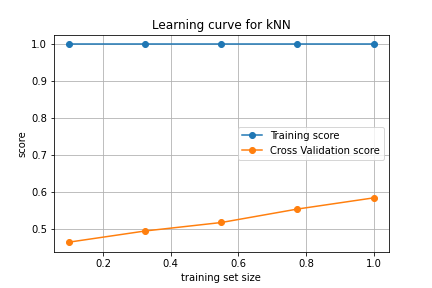 Learning curve for kNN
1.0
0.9
0.8
0.7
0.6
0.5
score
Training score
Cross Validation score
0.2 0.4 0.6 0.8 1.0
training set size